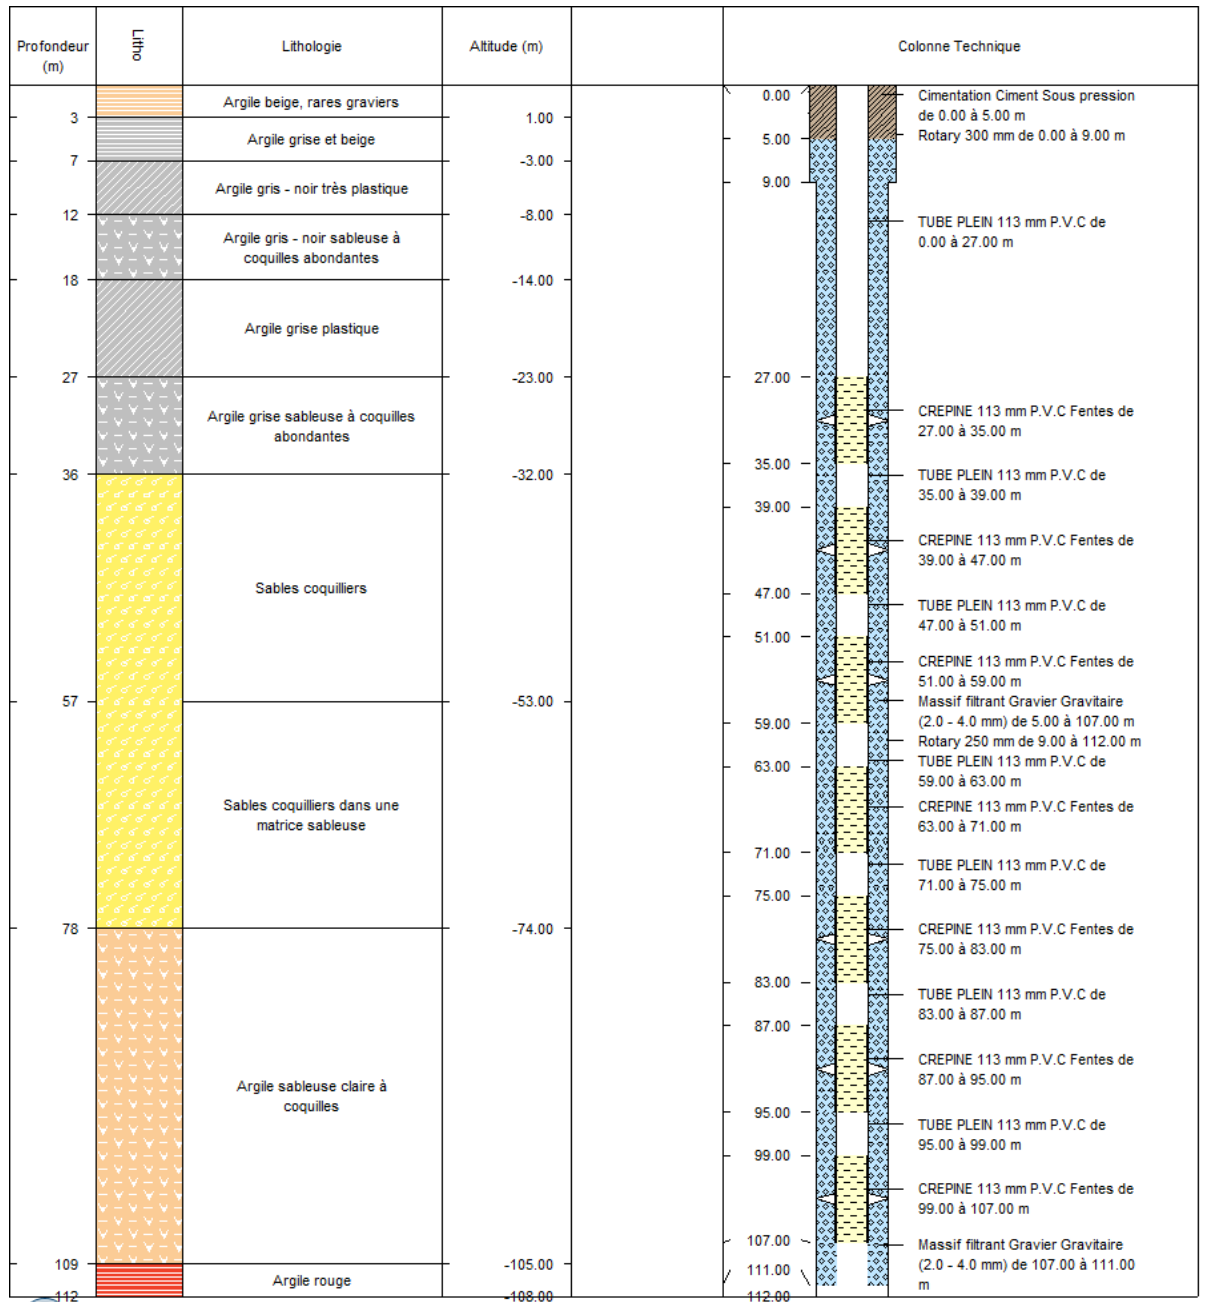 Profondeur
(m)
Litho
Lithologie
Altitude (m)
Colonne Technique
Argile beige, rares graviers
3
1.00
Argile grise et beige
7
-3.00
Argile gris - noir très plastique
12
-8.00
Argile gris - noir sableuse à
coquilles abondantes
18
-14.00
Argile grise plastique
27
-23.00
Argile grise sableuse à coquilles
abondantes
36
-32.00
Sables coquilliers
57
-53.00
Sables coquilliers dans une
matrice sableuse
78
-74.00
Argile sableuse claire à
coquilles
109
-105.00
Argile rouge
112
-108.00
0.00
5.00
9.00
27.00
35.00
39.00
47.00
51.00
59.00
63.00
71.00
75.00
83.00
87.00
95.00
99.00
107.00
111.00
112.00
Cimentation Ciment Sous pression
de 0.00 à 5.00 m
Rotary 300 mm de 0.00 à 9.00 m
TUBE PLEIN 113 mm P.V.C de
0.00 à 27.00 m
CREPINE 113 mm P.V.C Fentes de
27.00 à 35.00 m
TUBE PLEIN 113 mm P.V.C de
35.00 à 39.00 m
CREPINE 113 mm P.V.C Fentes de
39.00 à 47.00 m
TUBE PLEIN 113 mm P.V.C de
47.00 à 51.00 m
CREPINE 113 mm P.V.C Fentes de
51.00 à 59.00 m
Massif filtrant Gravier Gravitaire
(2.0 - 4.0 mm) de 5.00 à 107.00 m
Rotary 250 mm de 9.00 à 112.00 m
TUBE PLEIN 113 mm P.V.C de
59.00 à 63.00 m
CREPINE 113 mm P.V.C Fentes de
63.00 à 71.00 m
TUBE PLEIN 113 mm P.V.C de
71.00 à 75.00 m
CREPINE 113 mm P.V.C Fentes de
75.00 à 83.00 m
TUBE PLEIN 113 mm P.V.C de
83.00 à 87.00 m
CREPINE 113 mm P.V.C Fentes de
87.00 à 95.00 m
TUBE PLEIN 113 mm P.V.C de
95.00 à 99.00 m
CREPINE 113 mm P.V.C Fentes de
99.00 à 107.00 m
Massif filtrant Gravier Gravitaire
(2.0 - 4.0 mm) de 107.00 à 111.00
m